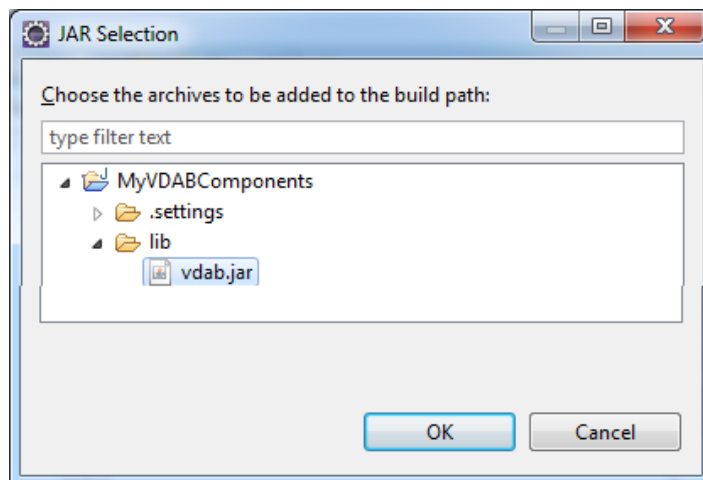 JAR Selection
Choose the archives to be added to the build path:
type filter text
MyVDABComponents
.settings
lib
vdab.jar
OK Cancel